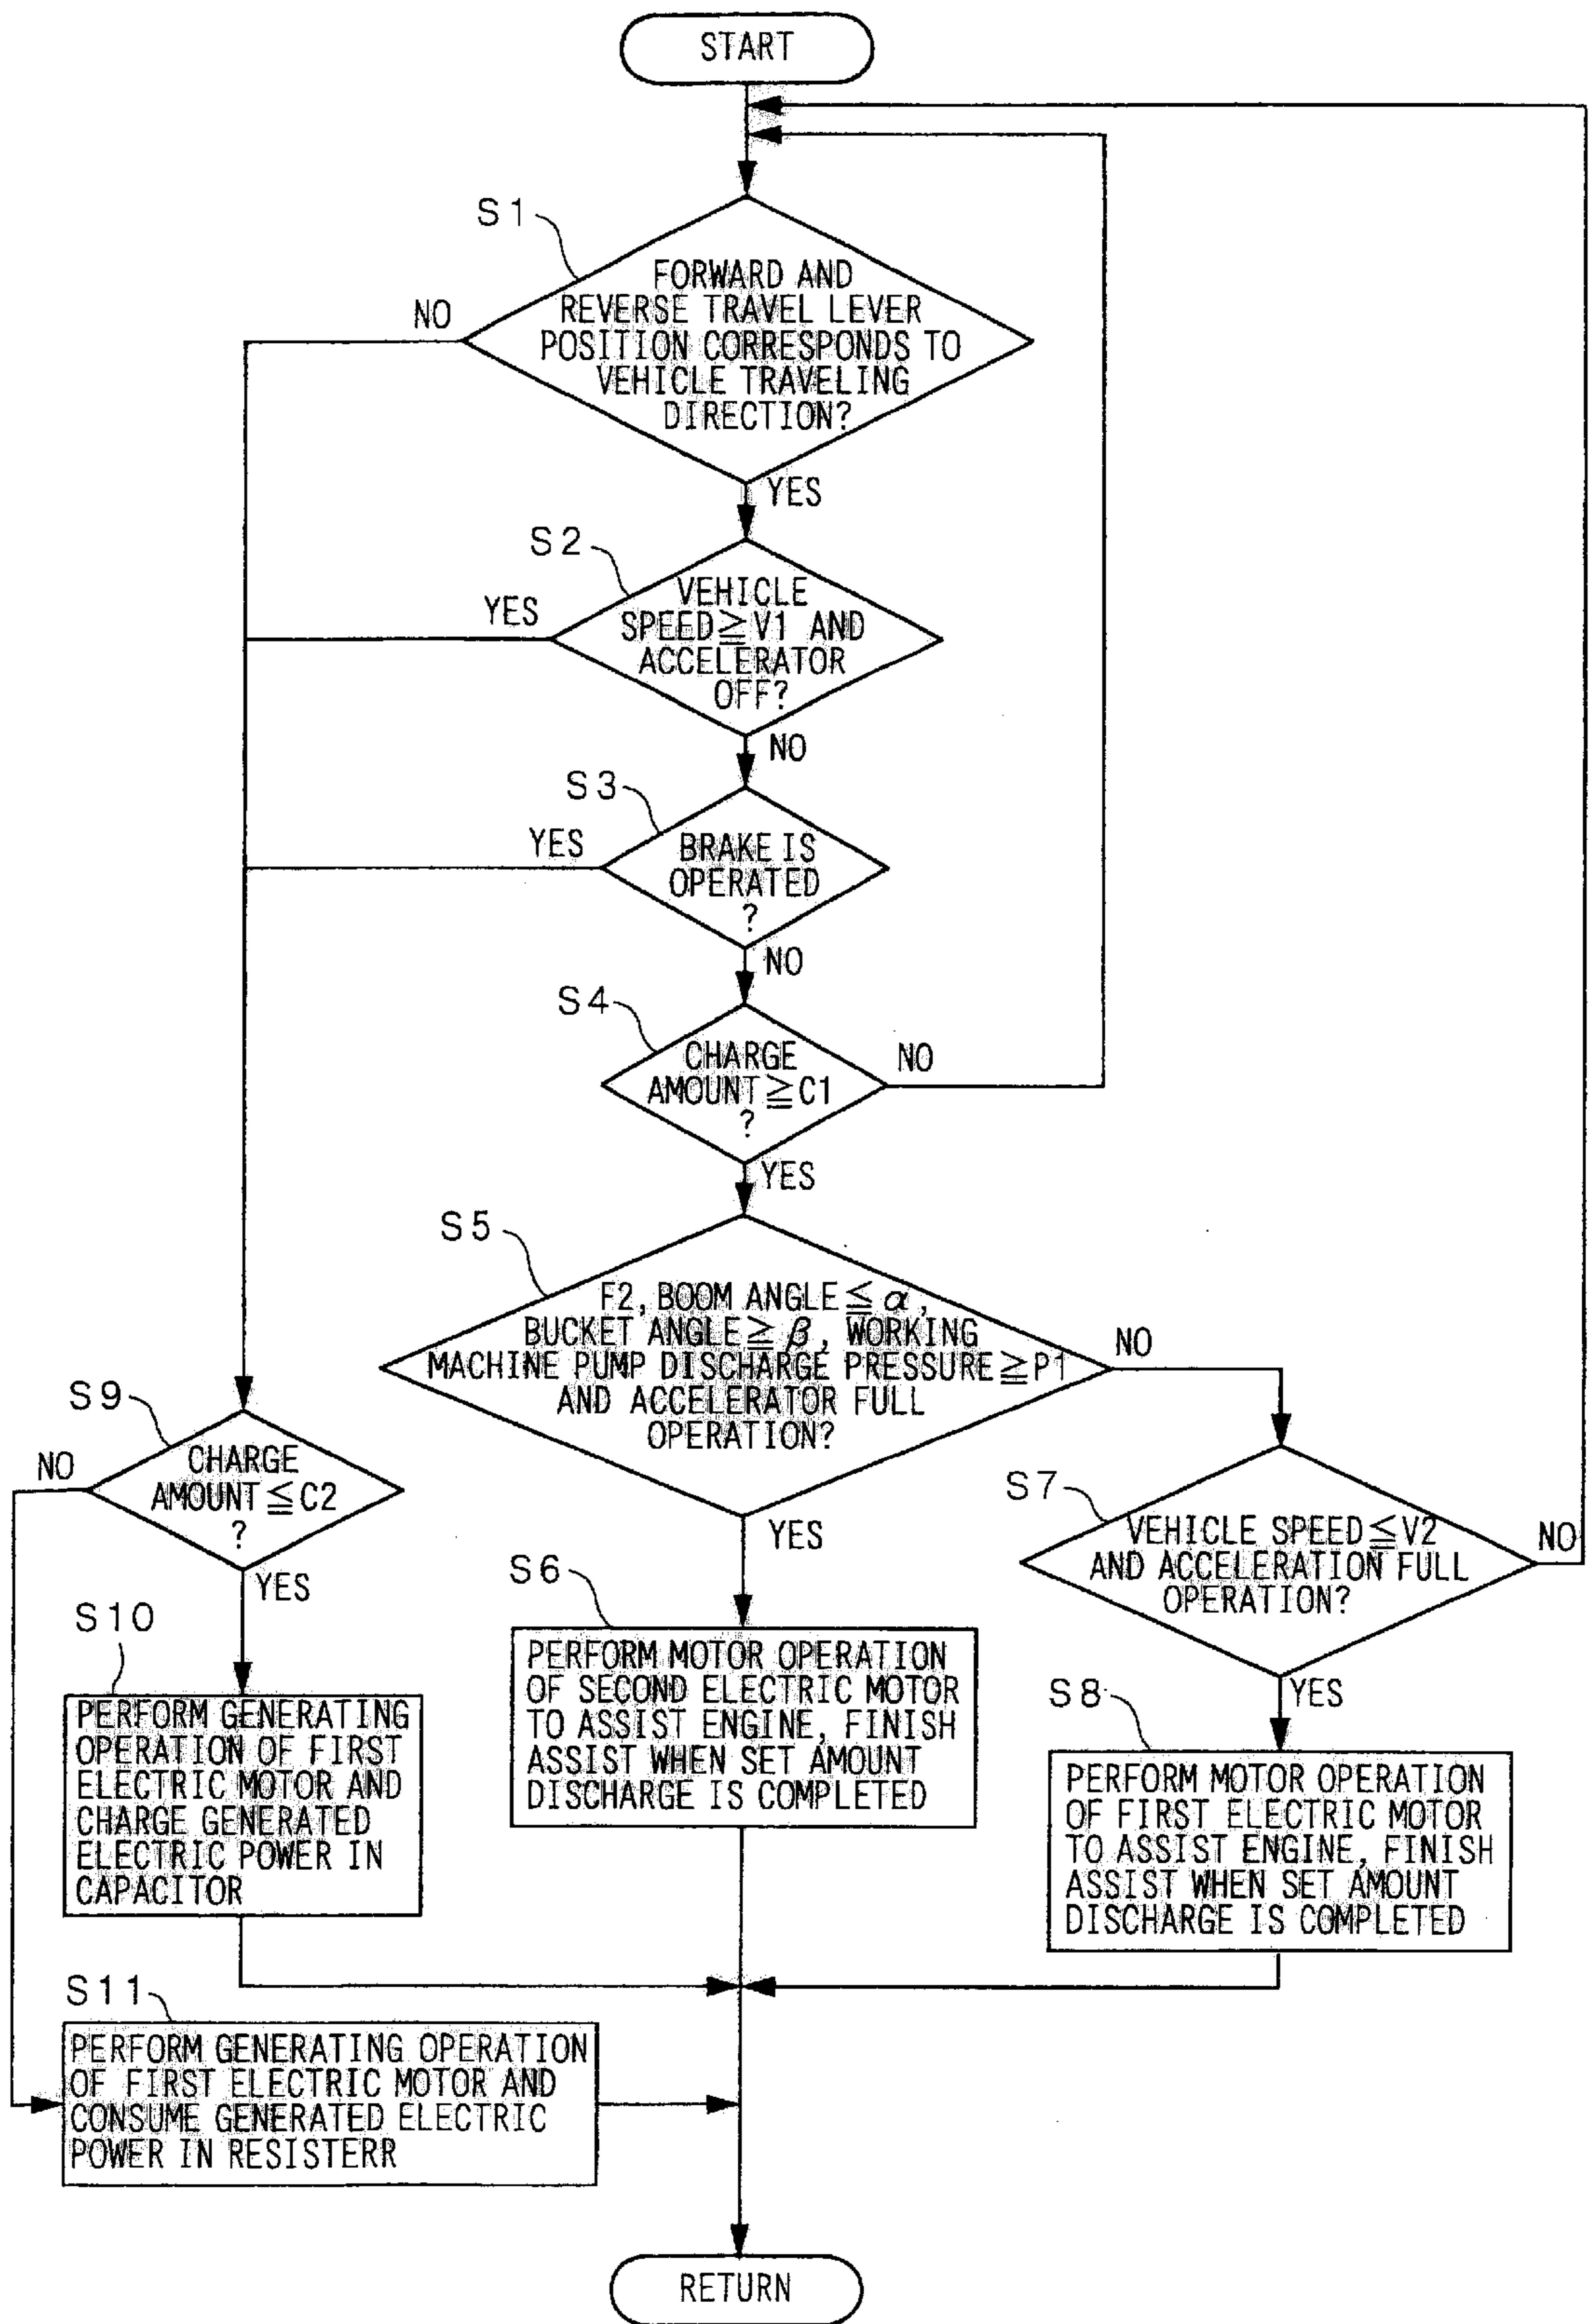 START
S1
FORWARD AND
REVERSE TRAVEL LEVER
POSITION CORRESPONDS TO
VEHICLE TRAVELING
DIRECTION?
NO
YES
S2
VEHICLE
SPEED≧V1 AND
ACCELERATOR
OFF?
YES
NO
S3
BRAKE IS
OPERATED
?
YES
NO
S4
CHARGE
AMOUNT≧C1
?
NO
YES
S5
F2, BOOM ANGLE≦α,
BUCKET ANGLE≧β, WORKING
MACHINE PUMP DISCHARGE PRESSURE≧P1
AND ACCELERATOR FULL
OPERATION?
NO
YES
S6
PERFORM MOTOR OPERATION
OF SECOND ELECTRIC MOTOR
TO ASSIST ENGINE, FINISH
ASSIST WHEN SET AMOUNT
DISCHARGE IS COMPLETED
S7
VEHICLE SPEED≦V2
AND ACCELERATION FULL
OPERATION?
NO
YES
S8
PERFORM MOTOR OPERATION
OF FIRST ELECTRIC MOTOR
TO ASSIST ENGINE, FINISH
ASSIST WHEN SET AMOUNT
DISCHARGE IS COMPLETED
S9
CHARGE
AMOUNT≦C2
?
NO
YES
S10
PERFORM GENERATING
OPERATION OF FIRST
ELECTRIC MOTOR AND
CHARGE GENERATED
ELECTRIC POWER IN
CAPACITOR
S11
PERFORM GENERATING OPERATION
OF FIRST ELECTRIC MOTOR AND
CONSUME GENERATED ELECTRIC
POWER IN RESISTERR
RETURN